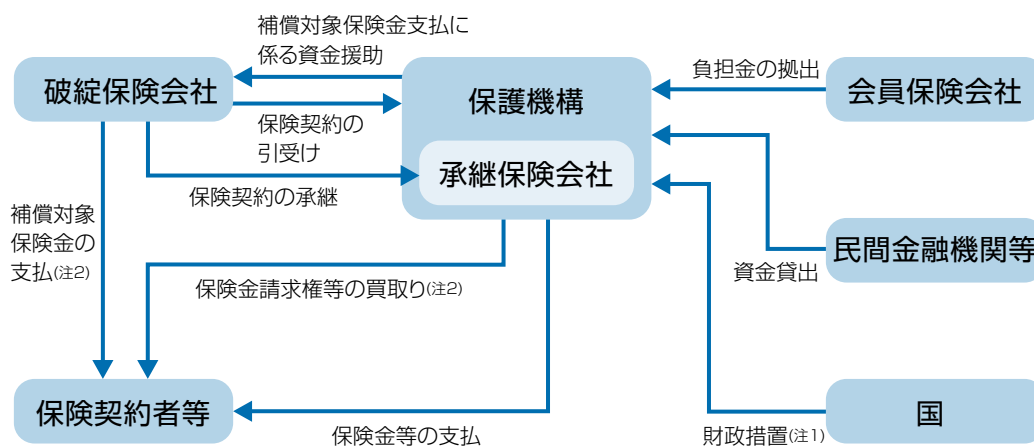 補償対象保険金支払に
係る資金援助
破綻保険会社
保護機構
負担金の拠出
会員保険会社
保険契約の
引受け
承継保険会社
保険契約の承継
補償対象
保険金の
支払(注2)
民間金融機関等
資金貸出
保険金請求権等の買取り(注2)
保険契約者等
保険金等の支払
財政措置(注1)
国